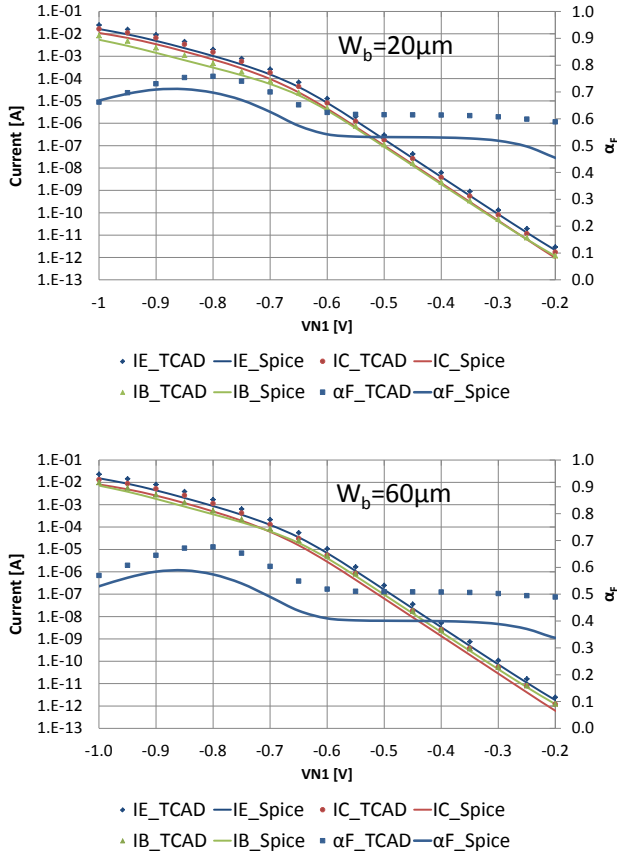 W_b=20µm
Current [A]
1.E-01
1.E-02
1.E-03
1.E-04
1.E-05
1.E-06
1.E-07
1.E-08
1.E-09
1.E-10
1.E-11
1.E-12
1.E-13
1.0
0.9
0.8
0.7
0.6
0.5
0.4
0.3
0.2
0.1
0.0
α_F
-1 -0.9 -0.8 -0.7 -0.6 -0.5 -0.4 -0.3 -0.2
VN1 [V]
IE_TCAD IE_Spice IC_TCAD IC_Spice
IB_TCAD IB_Spice αF_TCAD αF_Spice
W_b=60µm
Current [A]
1.E-01
1.E-02
1.E-03
1.E-04
1.E-05
1.E-06
1.E-07
1.E-08
1.E-09
1.E-10
1.E-11
1.E-12
1.E-13
1.0
0.9
0.8
0.7
0.6
0.5
0.4
0.3
0.2
0.1
0.0
α_F
-1.0 -0.9 -0.8 -0.7 -0.6 -0.5 -0.4 -0.3 -0.2
VN1 [V]
IE_TCAD IE_Spice IC_TCAD IC_Spice
IB_TCAD IB_Spice αF_TCAD αF_Spice